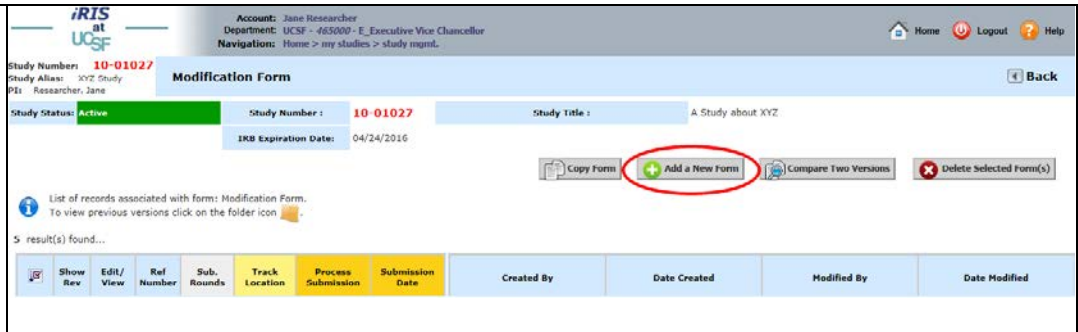 iRIS
at
UCSF
Account: Jane Researcher
Department: UCSF - 465000 - E_Executive Vice Chancellor
Navigation: Home > my studies > study mgmt.
Home Logout Help
Study Number: 10-01027
Study Alias: XYZ Study
PI: Researcher, Jane
Modification Form
Back
Study Status: Active Study Number : 10-01027 Study Title : A Study about XYZ
IRB Expiration Date: 04/24/2016
Copy Form Add a New Form Compare Two Versions Delete Selected Form(s)
List of records associated with form: Modification Form.
To view previous versions click on the folder icon .
5 result(s) found...
Show Rev Edit/ View Ref Number Sub. Rounds Track Location Process Submission Submission Date Created By Date Created Modified By Date Modified